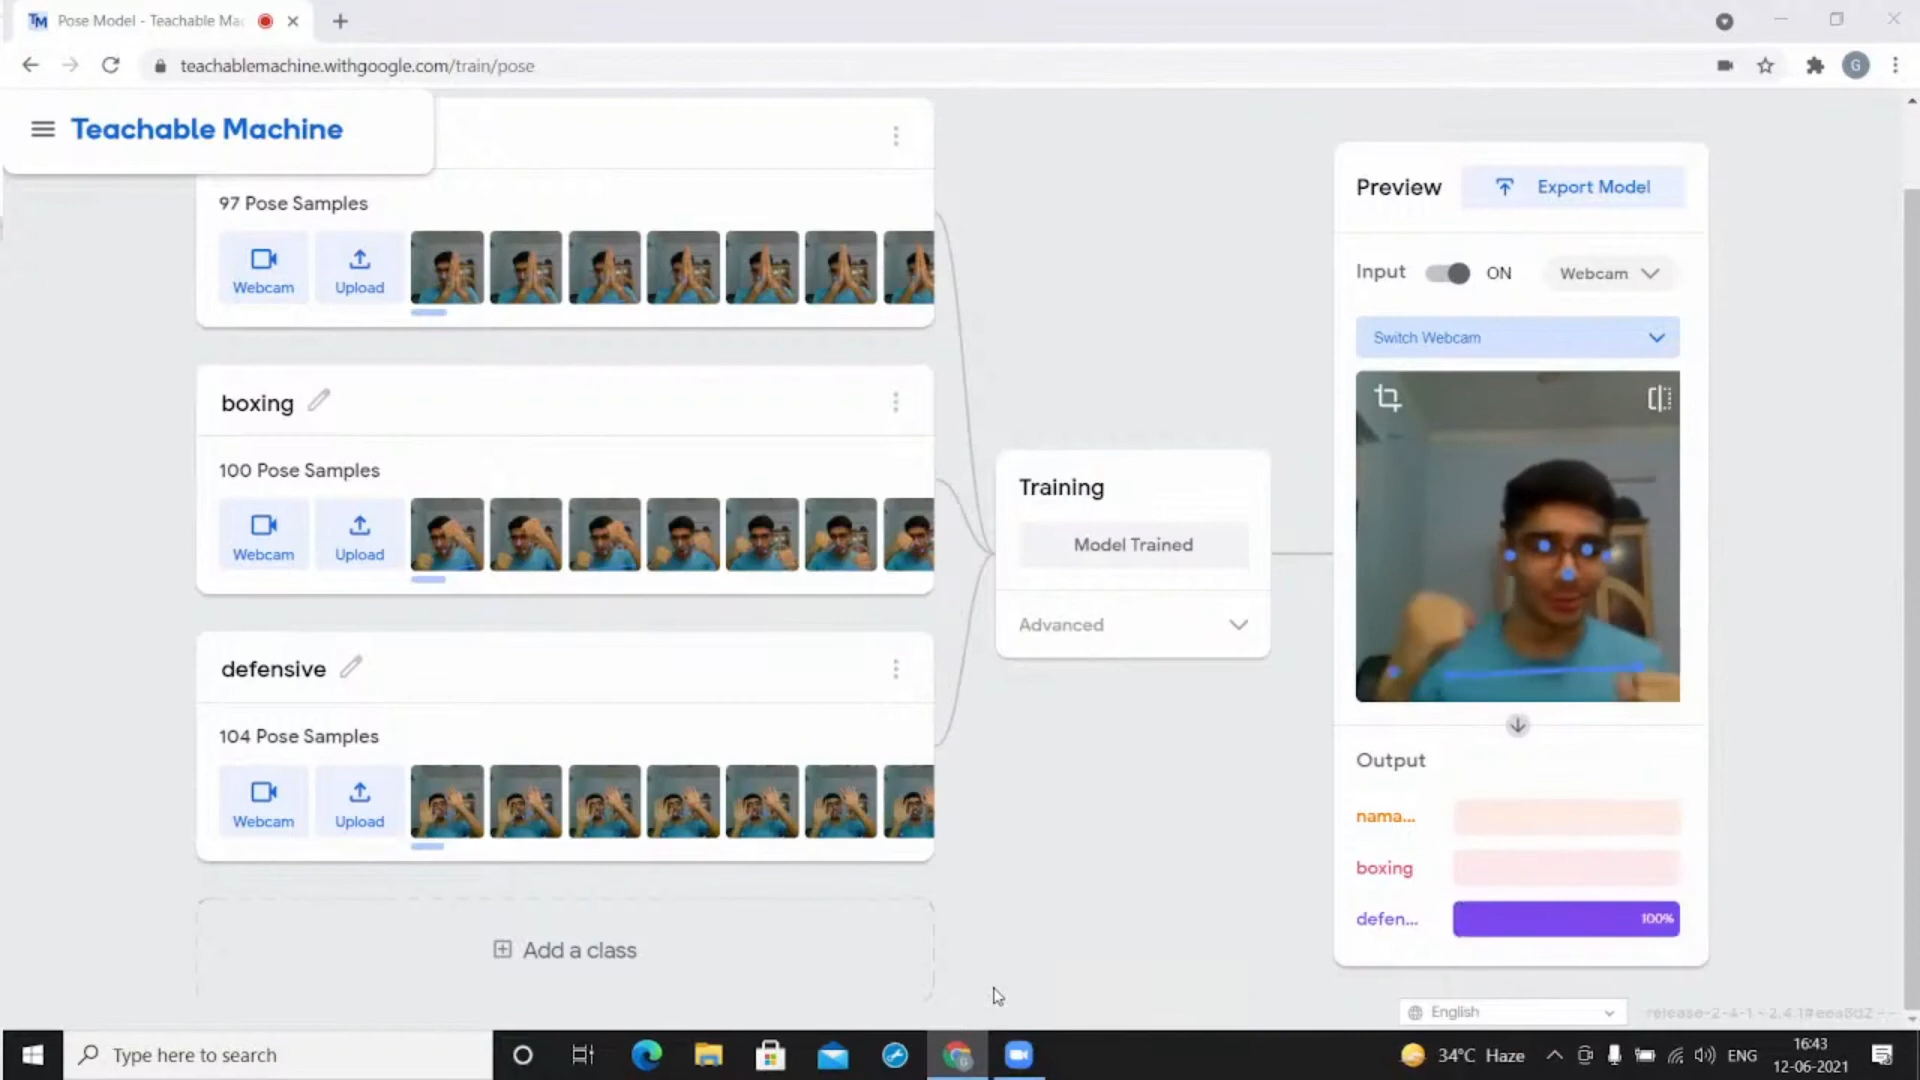 Pose Model - Teachable Mac
teachablemachine.withgoogle.com/train/pose
G
Teachable Machine
97 Pose Samples
Webcam
Upload
boxing
100 Pose Samples
Webcam
Upload
defensive
104 Pose Samples
Webcam
Upload
Add a class
Training
Model Trained
Advanced
Preview
Export Model
Input
ON
Webcam
Switch Webcam
Output
nama...
boxing
defen...
100%
English
Type here to search
34°C Haze
ENG
16:43
12-06-2021